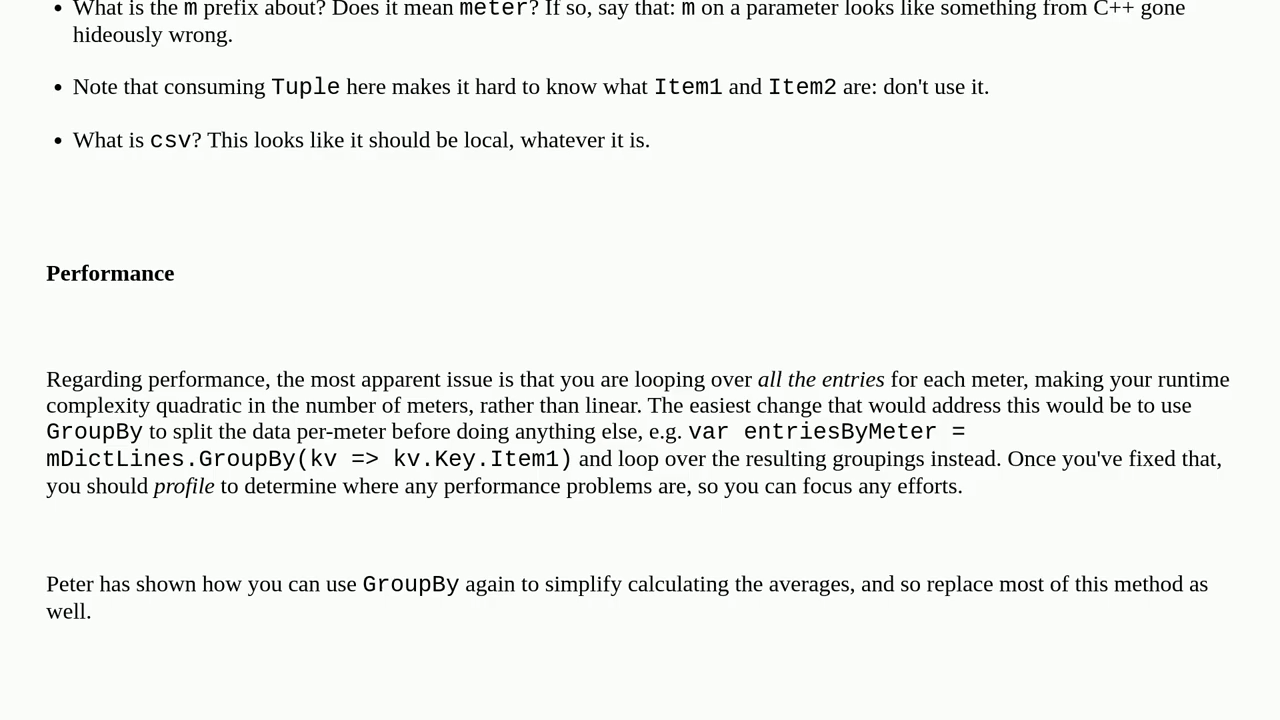 What is the m prefix about? Does it mean meter? If so, say that: m on a parameter looks like something from C++ gone
hideously wrong.
Note that consuming Tuple here makes it hard to know what Item1 and Item2 are: don't use it.
What is csv? This looks like it should be local, whatever it is.
Performance
Regarding performance, the most apparent issue is that you are looping over all the entries for each meter, making your runtime
complexity quadratic in the number of meters, rather than linear. The easiest change that would address this would be to use
GroupBy to split the data per-meter before doing anything else, e.g. var entriesByMeter =
mDictLines.GroupBy(kv => kv.Key.Item1) and loop over the resulting groupings instead. Once you've fixed that,
you should profile to determine where any performance problems are, so you can focus any efforts.
Peter has shown how you can use GroupBy again to simplify calculating the averages, and so replace most of this method as
well.